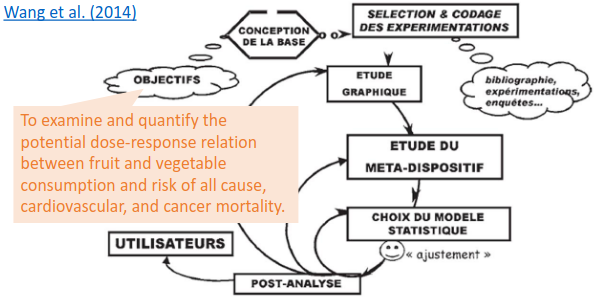 Wang et al. (2014)
CONCEPTION
DE LA BASE
SELECTION & CODAGE
DES EXPERIMENTATIONS
OBJECTIFS
ETUDE
GRAPHIQUE
bibliographie,
expérimentations,
enquêtes...
To examine and quantify the
potential dose-response relation
between fruit and vegetable
consumption and risk of all cause,
cardiovascular, and cancer mortality.
ETUDE DU
META-DISPOSITIF
CHOIX DU MODELE
STATISTIQUE
UTILISATEURS
« ajustement »
POST-ANALYSE